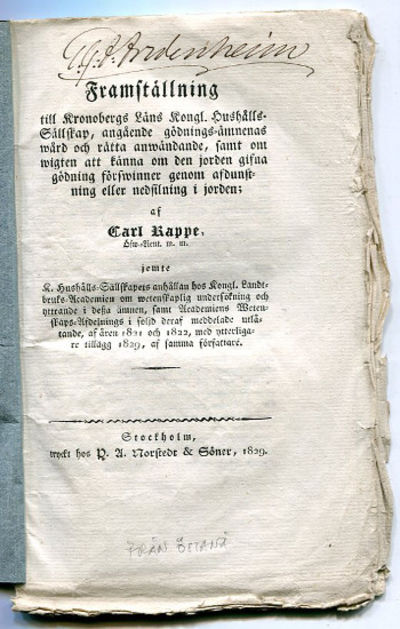 Framställning
till Kronobergs Läns Kongl. Hushålls-
Sällskap, angående gödnings-ämnenas
wård och rätta anwändande, samt om
wigten att känna om den jorden gifna
gödning förswinner genom afdunst-
ning eller nedsilning i jorden;
af
Carl Rappe,
Öfw.-Lieut. m. m.
jemte
K. Hushålls-Sällskapets anhållan hos Kongl. Landt-
bruks-Academien om wetenskaplig undersökning och
yttrande i dessa ämnen, samt Academiens Weten-
skaps-Afdelnings i följd deraf meddelade utlå-
tande, af åren 1821 och 1822, med ytterliga-
re tillägg 1829, af samma författare.
Stockholm,
tryckt hos P. A. Norstedt & Söner, 1829.
FRÅN